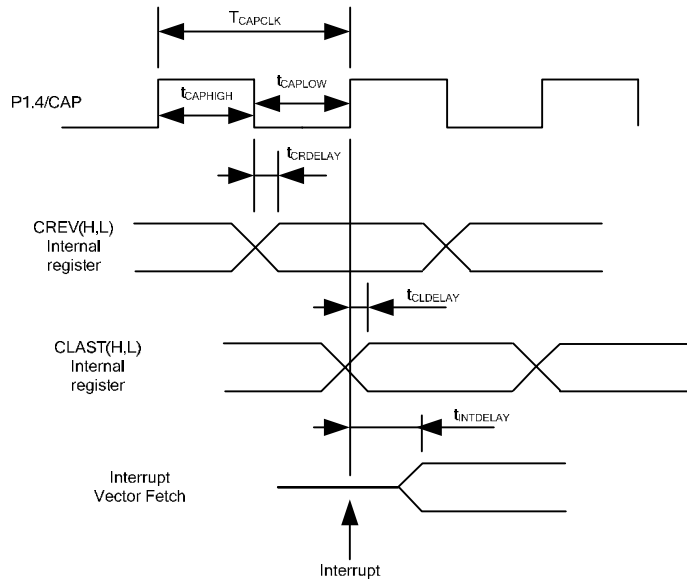 TCAPCLK
P1.4/CAP
tCAPHIGH
tCAPLOW
tCRDELAY
CREV(H,L)
Internal
register
tCLDELAY
CLAST(H,L)
Internal
register
tINTDELAY
Interrupt
Vector Fetch
Interrupt